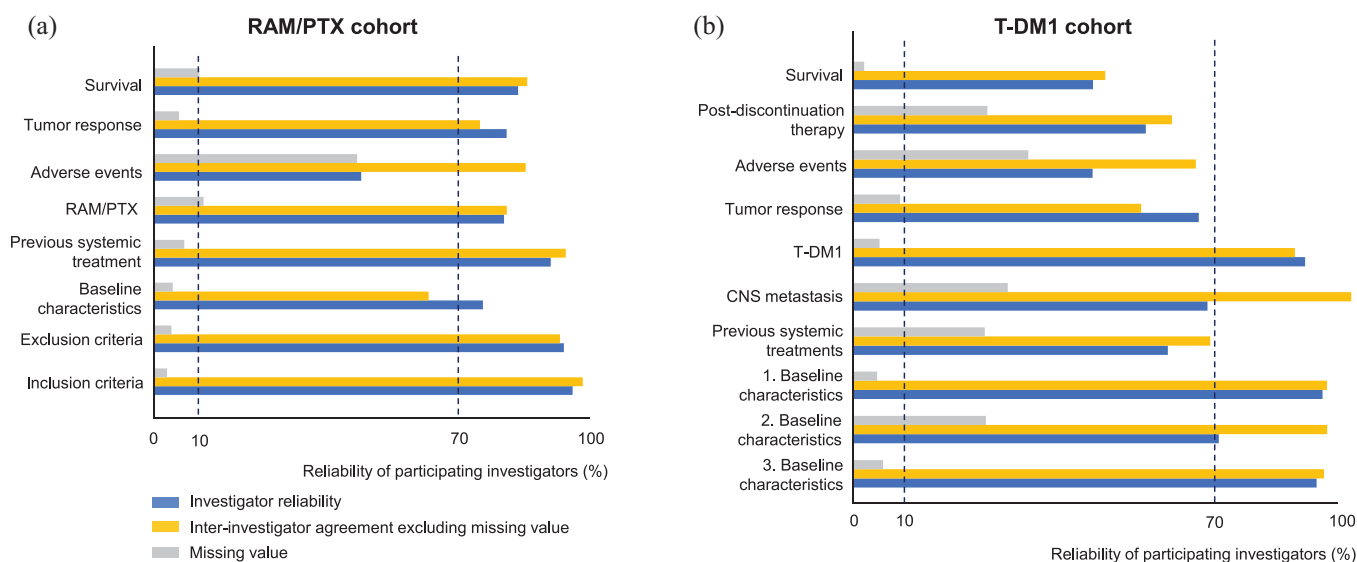 (a)
RAM/PTX cohort
Survival
Tumor response
Adverse events
RAM/PTX
Previous systemic
treatment
Baseline
characteristics
Exclusion criteria
Inclusion criteria
0 10 70 100
Reliability of participating investigators (%)
Investigator reliability
Inter-investigator agreement excluding missing value
Missing value
(b)
T-DM1 cohort
Survival
Post-discontinuation
therapy
Adverse events
Tumor response
T-DM1
CNS metastasis
Previous systemic
treatments
1. Baseline
characteristics
2. Baseline
characteristics
3. Baseline
characteristics
0 10 70 100
Reliability of participating investigators (%)